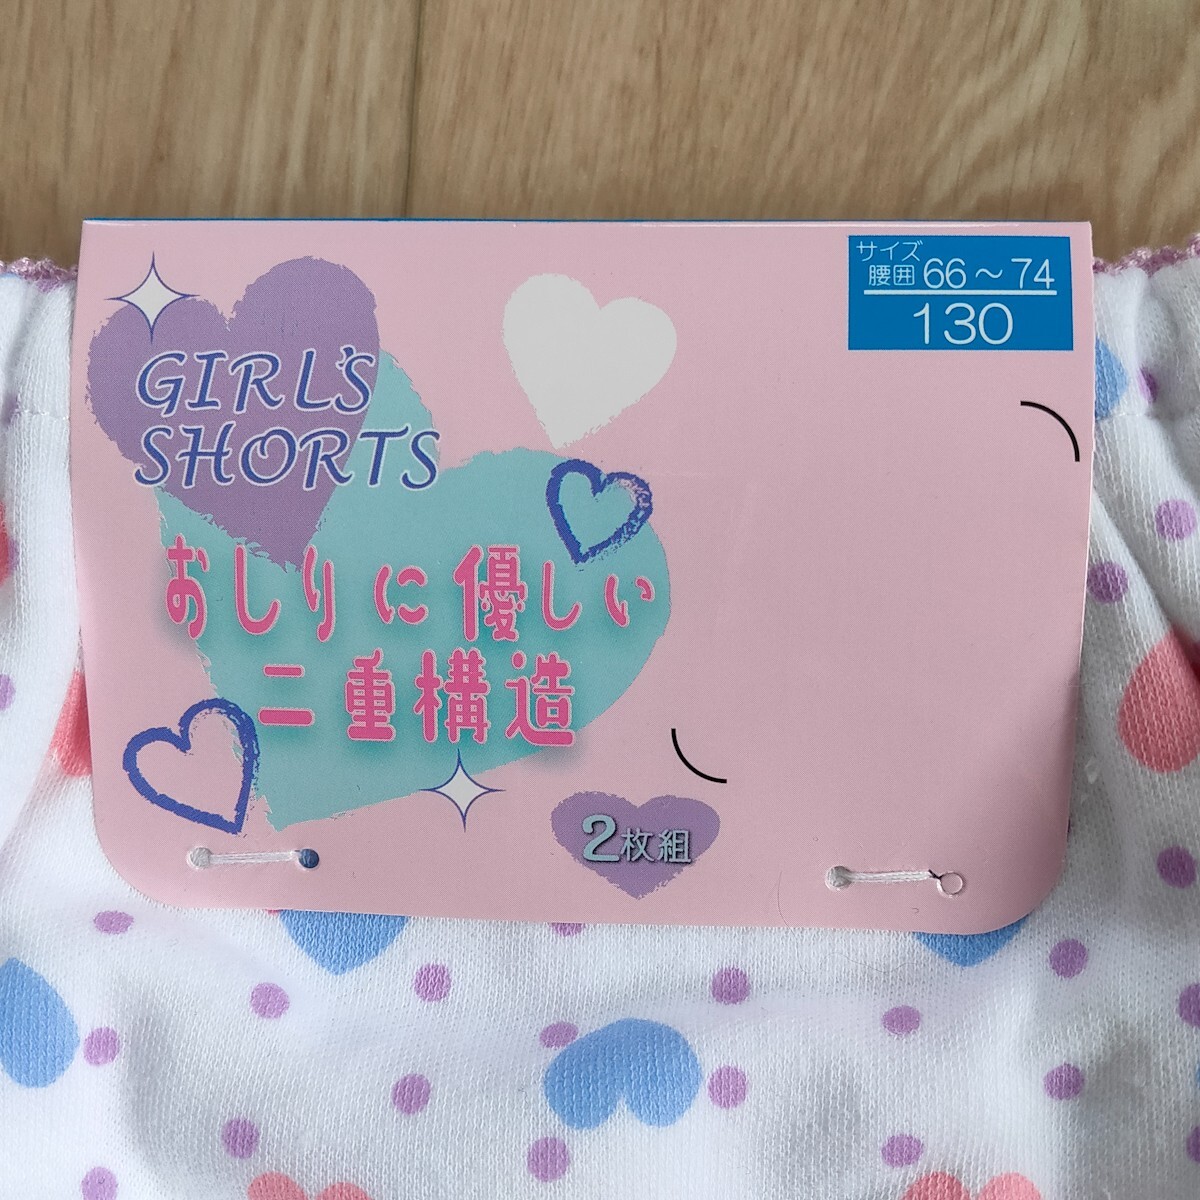 サイズ
腰囲 66～74
130
GIRL'S
SHORTS
おしりに優しい
二重構造
2枚組